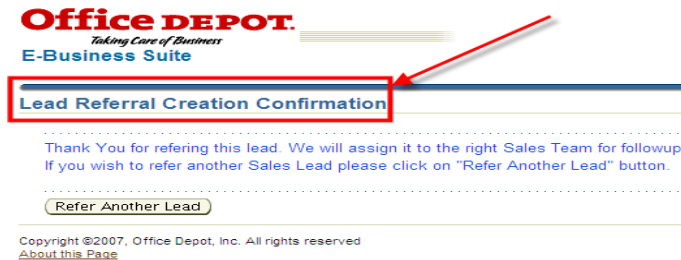 Office DEPOT.
Taking Care of Business
E-Business Suite
Lead Referral Creation Confirmation
Thank You for refering this lead. We will assign it to the right Sales Team for followup
If you wish to refer another Sales Lead please click on "Refer Another Lead" button.
Refer Another Lead
Copyright ©2007, Office Depot, Inc. All rights reserved
About this Page